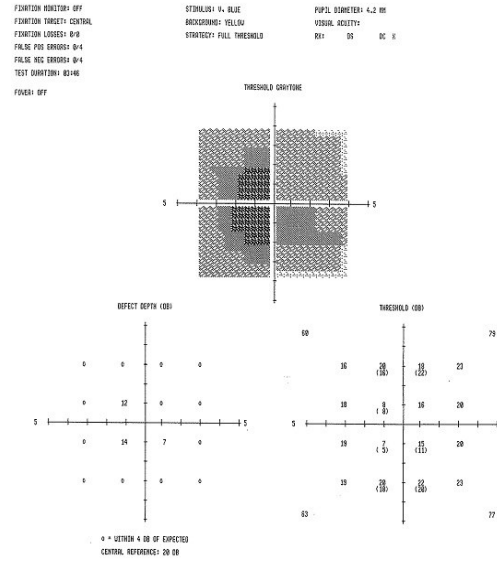 FIXATION MONITOR: OFF
FIXATION TARGET: CENTRAL
FIXATION LOSSES: 0/0
FALSE POS ERRORS: 0/4
FALSE NEG ERRORS: 0/4
TEST DURATION: 03:46
FOVEA: OFF
STIMULUS: V, BLUE
BACKGROUND: YELLOW
STRATEGY: FULL THRESHOLD
PUPIL DIAMETER: 4.2 MM
VISUAL ACUITY:
RX: DS DC X
THRESHOLD GRAYTONE
5 5
DEFECT DEPTH (DB)
0 0 0 0
0 12 0 0
5 5
0 14 7 0
0 0 0 0
0 = WITHIN 4 DB OF EXPECTED
CENTRAL REFERENCE: 20 DB
THRESHOLD (DB)
60 79
16 20 18 23
(16) (22)
18 8 16 20
(8)
5
19 7 15 20
(5) (11)
19 20 22 23
(18) (20)
63 77